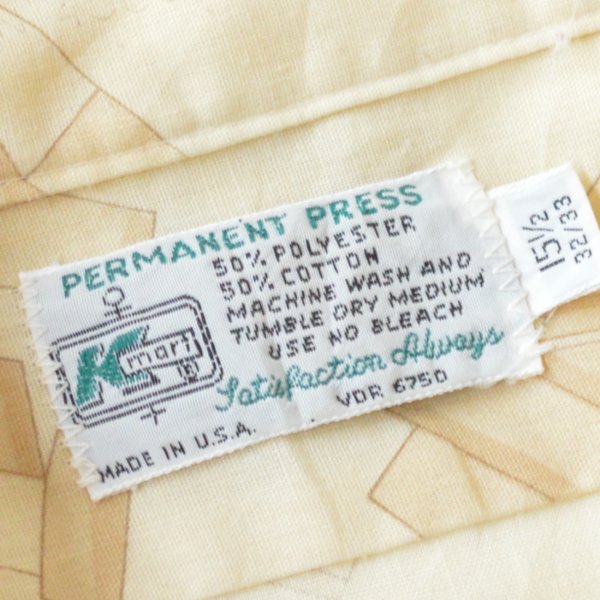 PERMANENT PRESS
50% POLYESTER
50% COTTON
MACHINE WASH AND
TUMBLE DRY MEDIUM
USE NO BLEACH
Kmart ®
Satisfaction Always
MADE IN U.S.A.
VDR 6750
15 1/2
32/33